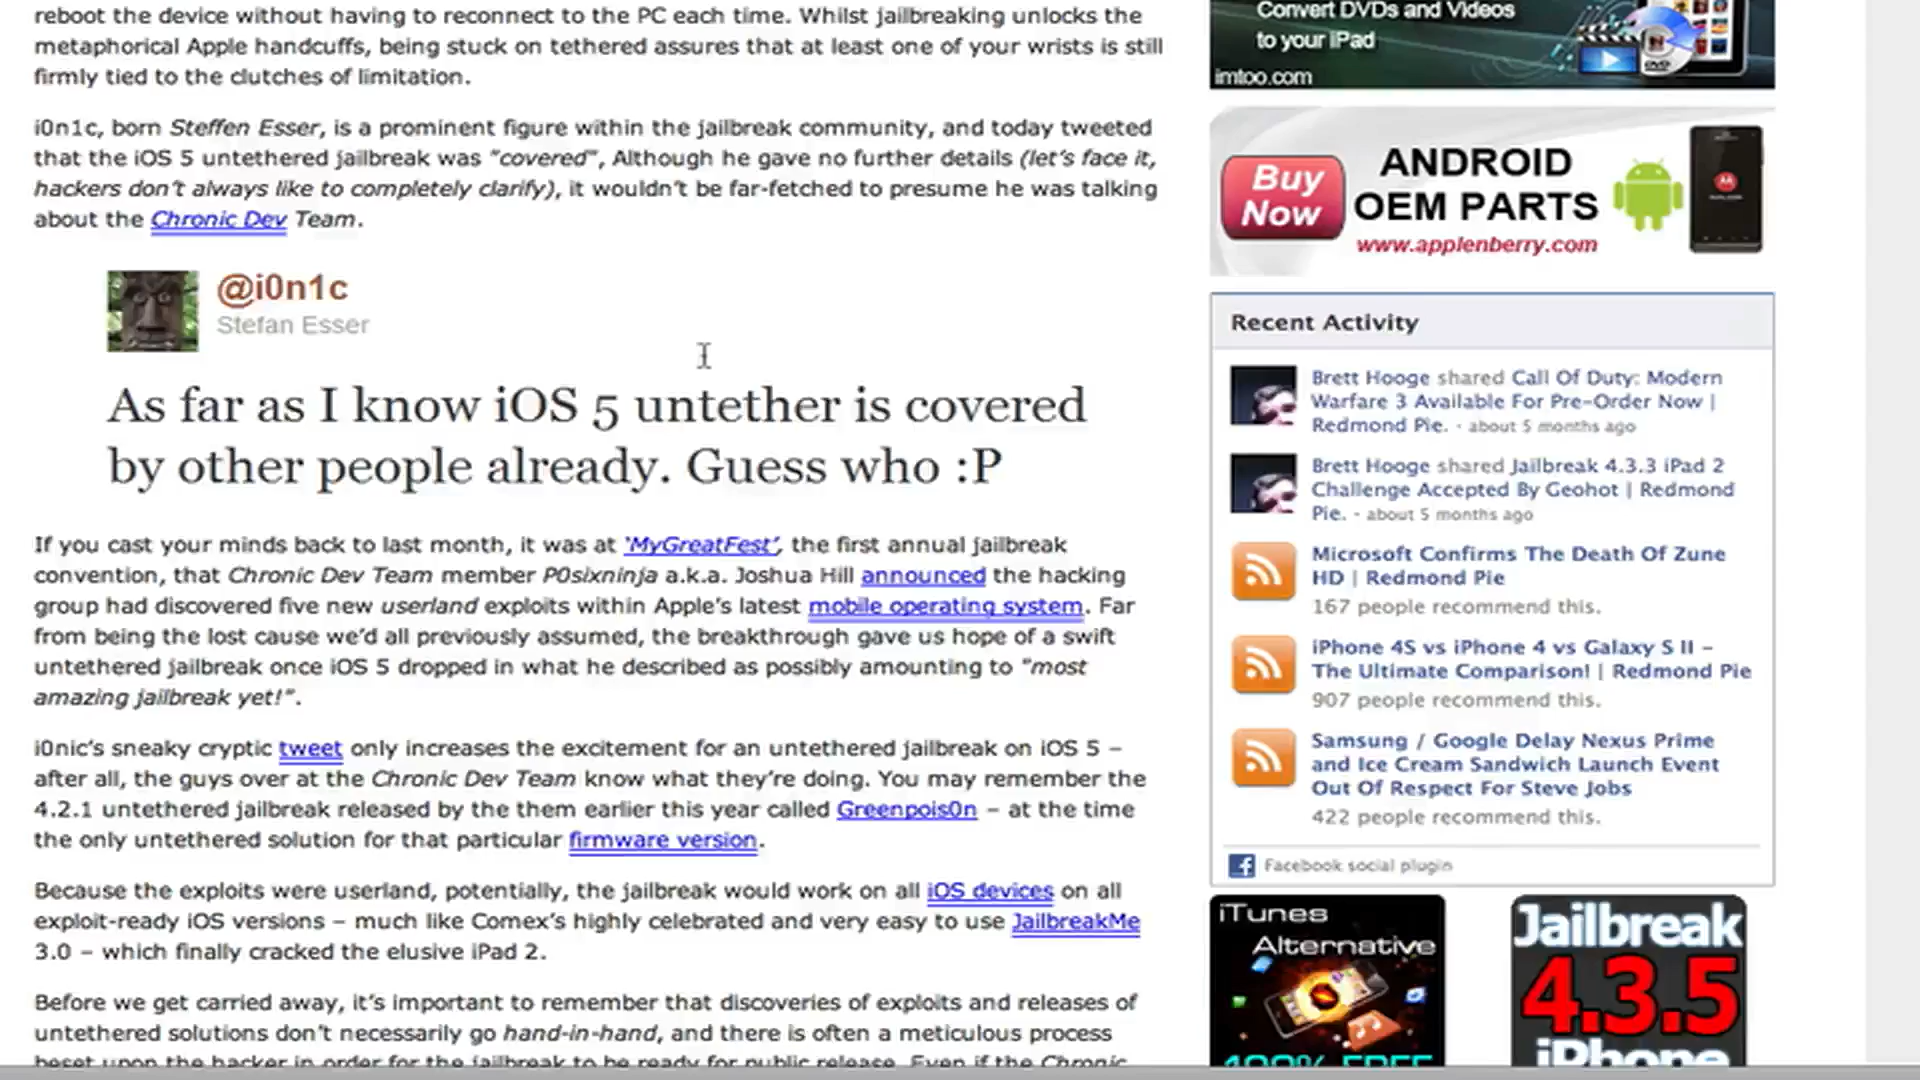 reboot the device without having to reconnect to the PC each time. Whilst jailbreaking unlocks the
metaphorical Apple handcuffs, being stuck on tethered assures that at least one of your wrists is still
firmly tied to the clutches of limitation.
i0n1c, born Steffen Esser, is a prominent figure within the jailbreak community, and today tweeted
that the iOS 5 untethered jailbreak was "covered", Although he gave no further details (let's face it,
hackers don't always like to completely clarify), it wouldn't be far-fetched to presume he was talking
about the Chronic Dev Team.
@i0n1c
Stefan Esser
As far as I know iOS 5 untether is covered
by other people already. Guess who :P
If you cast your minds back to last month, it was at 'MyGreatFest', the first annual jailbreak
convention, that Chronic Dev Team member P0sixninja a.k.a. Joshua Hill announced the hacking
group had discovered five new userland exploits within Apple's latest mobile operating system. Far
from being the lost cause we'd all previously assumed, the breakthrough gave us hope of a swift
untethered jailbreak once iOS 5 dropped in what he described as possibly amounting to "most
amazing jailbreak yet!".
i0nic's sneaky cryptic tweet only increases the excitement for an untethered jailbreak on iOS 5 –
after all, the guys over at the Chronic Dev Team know what they're doing. You may remember the
4.2.1 untethered jailbreak released by the them earlier this year called Greenpois0n – at the time
the only untethered solution for that particular firmware version.
Because the exploits were userland, potentially, the jailbreak would work on all iOS devices on all
exploit-ready iOS versions – much like Comex's highly celebrated and very easy to use JailbreakMe
3.0 – which finally cracked the elusive iPad 2.
Before we get carried away, it's important to remember that discoveries of exploits and releases of
untethered solutions don't necessarily go hand-in-hand, and there is often a meticulous process
beset upon the hacker in order for the jailbreak to be ready for public release. Even if the Chronic
Convert DVDs and Videos
to your iPad
imtoo.com
Buy
Now
ANDROID
OEM PARTS
www.applenberry.com
Recent Activity
Brett Hooge shared Call Of Duty: Modern
Warfare 3 Available For Pre-Order Now |
Redmond Pie. · about 5 months ago
Brett Hooge shared Jailbreak 4.3.3 iPad 2
Challenge Accepted By Geohot | Redmond
Pie. · about 5 months ago
Microsoft Confirms The Death Of Zune
HD | Redmond Pie
167 people recommend this.
iPhone 4S vs iPhone 4 vs Galaxy S II –
The Ultimate Comparison! | Redmond Pie
907 people recommend this.
Samsung / Google Delay Nexus Prime
and Ice Cream Sandwich Launch Event
Out Of Respect For Steve Jobs
422 people recommend this.
Facebook social plugin
iTunes
Alternative
100% FREE
Jailbreak
4.3.5
iPhone